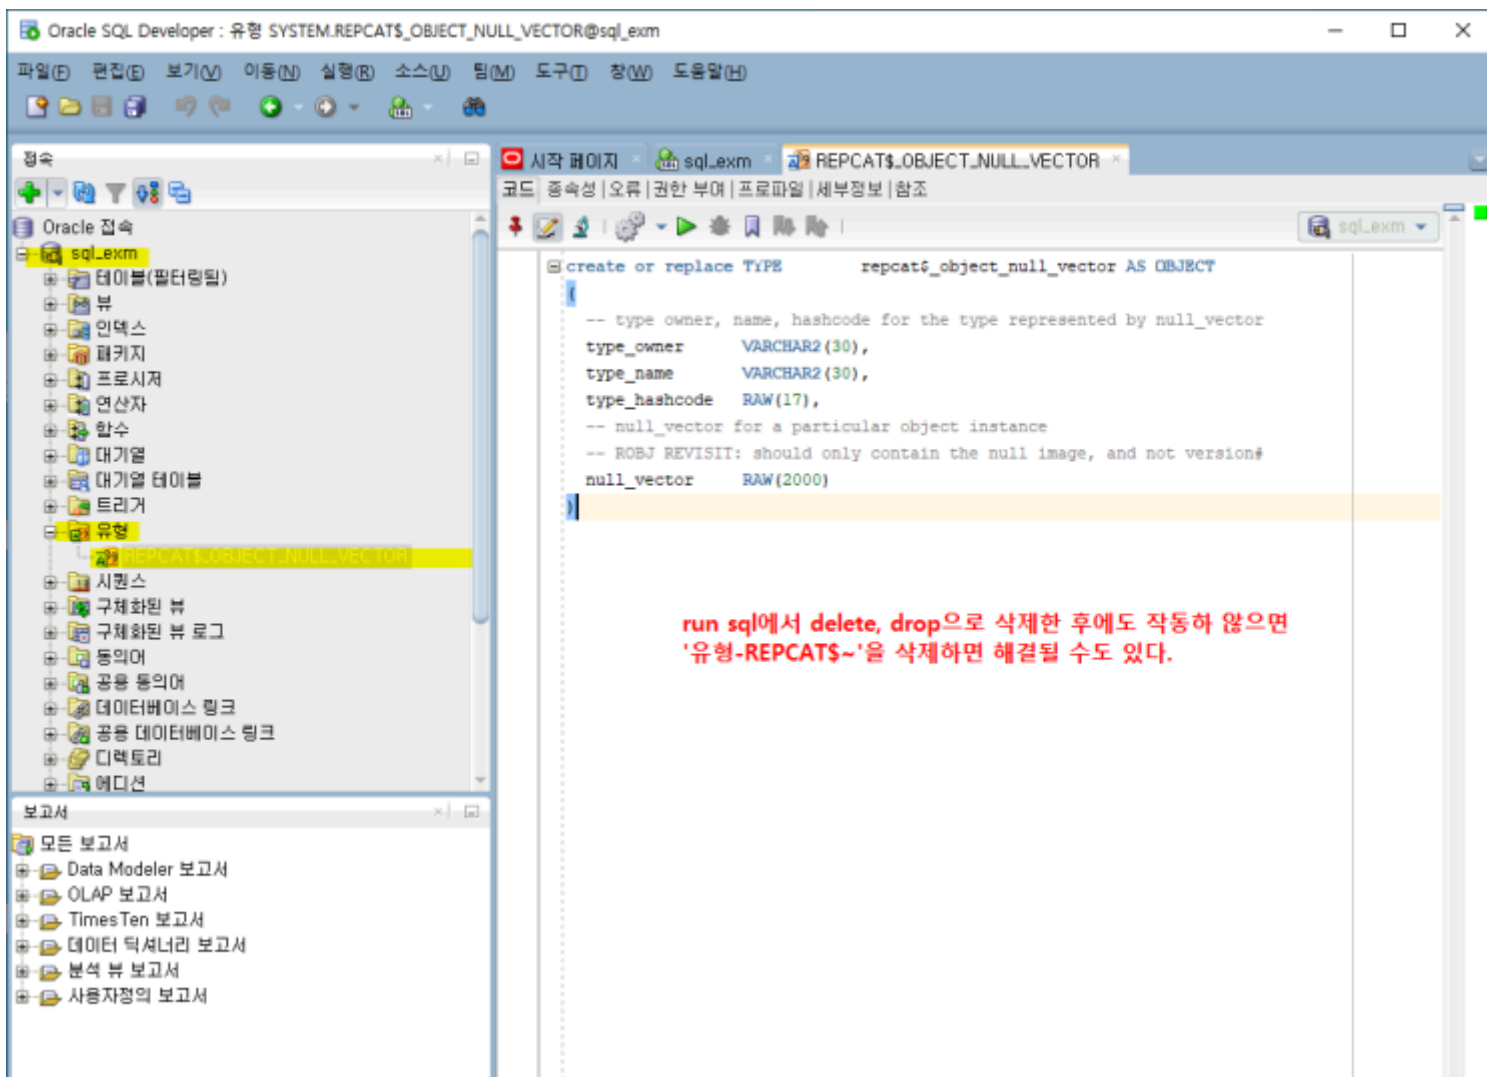 Oracle SQL Developer : 유형 SYSTEM.REPCAT$_OBJECT_NULL_VECTOR@sql_exm
파일(F) 편집(E) 보기(V) 이동(N) 실행(R) 소스(U) 팀(M) 도구(T) 창(W) 도움말(H)
접속
Oracle 접속
sql_exm
테이블(필터링됨)
뷰
인덱스
패키지
프로시저
연산자
함수
대기열
대기열 테이블
트리거
유형
REPCAT$_OBJECT_NULL_VECTOR
시퀀스
구체화된 뷰
구체화된 뷰 로그
동의어
공용 동의어
데이터베이스 링크
공용 데이터베이스 링크
디렉토리
에디션
보고서
모든 보고서
Data Modeler 보고서
OLAP 보고서
TimesTen 보고서
데이터 딕셔너리 보고서
분석 뷰 보고서
사용자정의 보고서
시작 페이지 sql_exm REPCAT$_OBJECT_NULL_VECTOR
코드 종속성|오류|권한 부여|프로파일|세부정보|참조
sql_exm
create or replace TYPE repcat$_object_null_vector AS OBJECT
(
-- type owner, name, hashcode for the type represented by null_vector
type_owner VARCHAR2(30),
type_name VARCHAR2(30),
type_hashcode RAW(17),
-- null_vector for a particular object instance
-- ROBJ REVISIT: should only contain the null image, and not version#
null_vector RAW(2000)
)
run sql에서 delete, drop으로 삭제한 후에도 작동하 않으면
'유형-REPCAT$~'을 삭제하면 해결될 수도 있다.